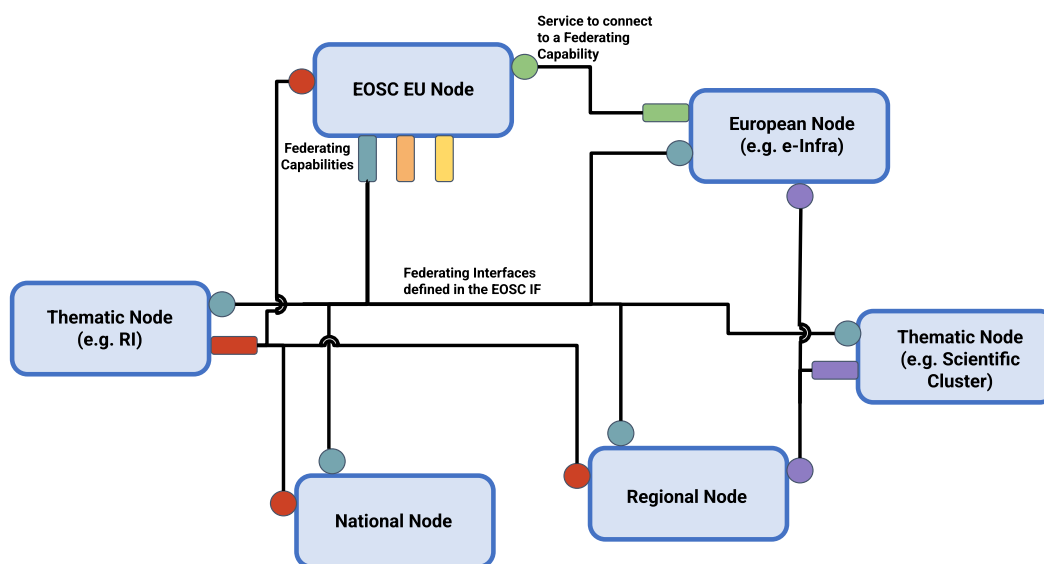 Service to connect
to a Federating
Capability
EOSC EU Node
European Node
(e.g. e-Infra)
Federating
Capabilities
Federating Interfaces
defined in the EOSC IF
Thematic Node
(e.g. RI)
Thematic Node
(e.g. Scientific
Cluster)
National Node
Regional Node